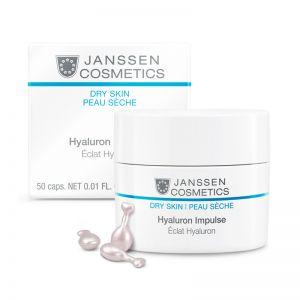 JANSSEN
COSMETICS
DRY SKIN
PEAU SÈCHE
Hyaluron
Éclat Hyaluron
50 caps. NET 0.01 FL.
JANSSEN
COSMETICS
DRY SKIN | PEAU SÈCHE
Hyaluron Impulse
Éclat Hyaluron